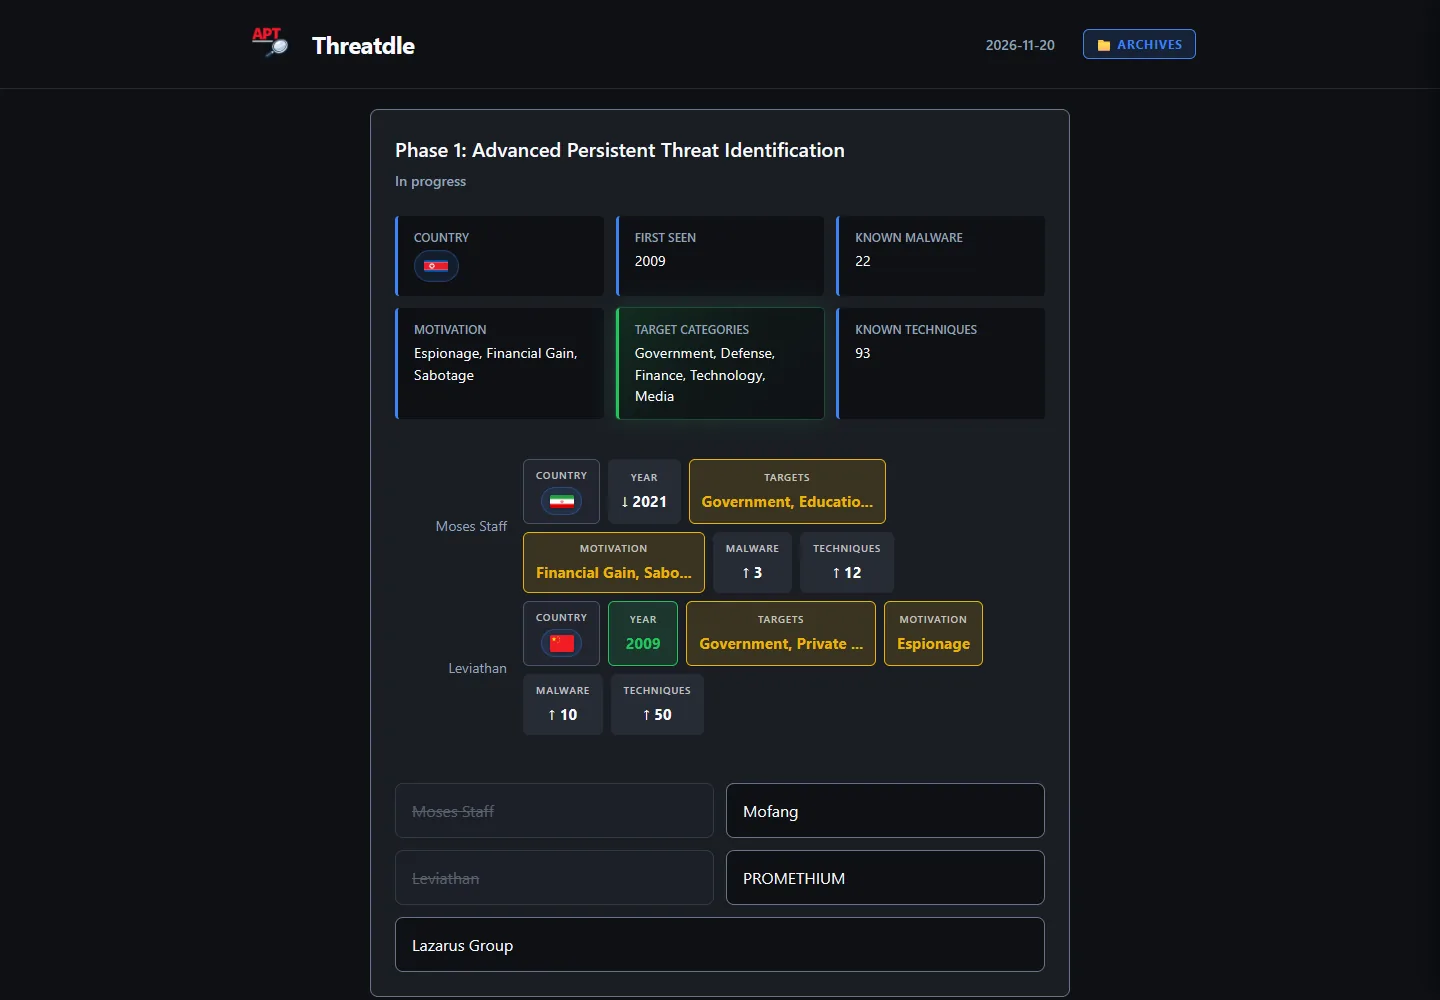 APT
Threatdle
2026-11-20
ARCHIVES
Phase 1: Advanced Persistent Threat Identification
In progress
COUNTRY
FIRST SEEN
2009
KNOWN MALWARE
22
MOTIVATION
Espionage, Financial Gain,
Sabotage
TARGET CATEGORIES
Government, Defense,
Finance, Technology,
Media
KNOWN TECHNIQUES
93
Moses Staff
COUNTRY
YEAR
↓ 2021
TARGETS
Government, Educatio...
MOTIVATION
Financial Gain, Sabo...
MALWARE
↑ 3
TECHNIQUES
↑ 12
Leviathan
COUNTRY
YEAR
2009
TARGETS
Government, Private ...
MOTIVATION
Espionage
MALWARE
↑ 10
TECHNIQUES
↑ 50
Moses Staff
Mofang
Leviathan
PROMETHIUM
Lazarus Group